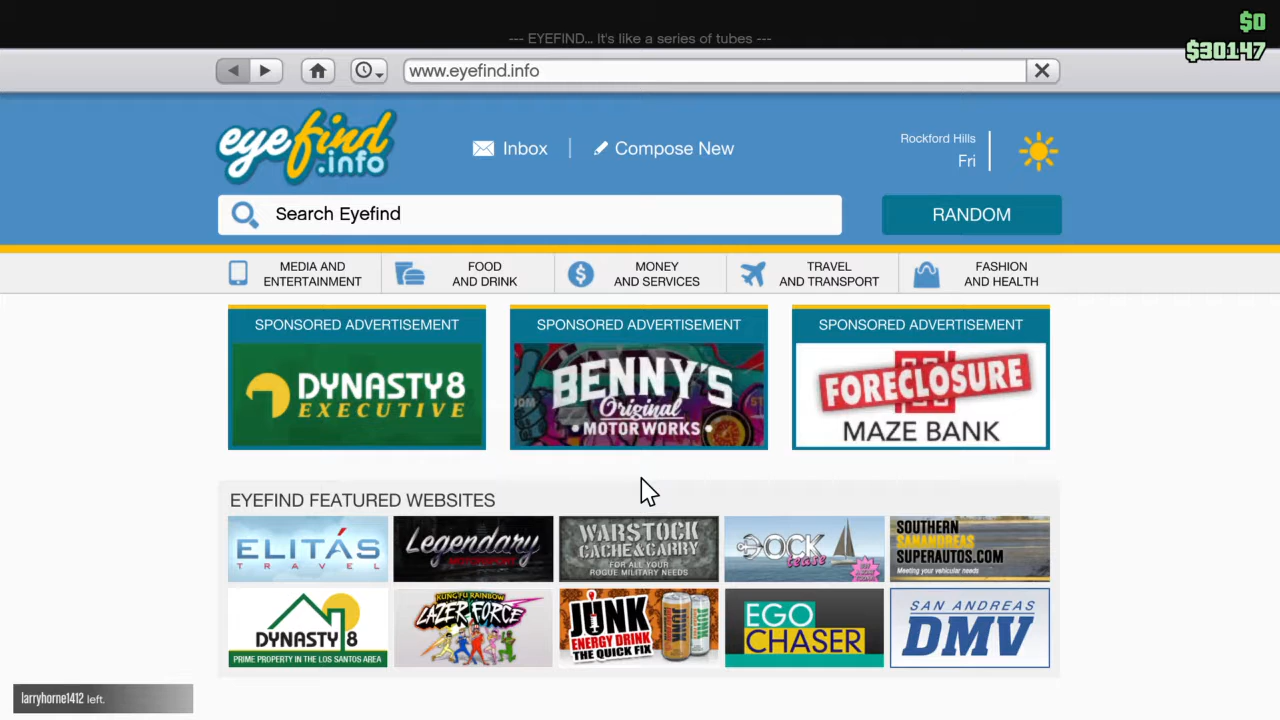 $0
$30147
--- EYEFIND... It's like a series of tubes ---
www.eyefind.info
eyefind
.info
Inbox
Compose New
Rockford Hills
Fri
Search Eyefind
RANDOM
MEDIA AND
ENTERTAINMENT
FOOD
AND DRINK
MONEY
AND SERVICES
TRAVEL
AND TRANSPORT
FASHION
AND HEALTH
SPONSORED ADVERTISEMENT
DYNASTY8
EXECUTIVE
SPONSORED ADVERTISEMENT
BENNY'S
Original
MOTORWORKS
SPONSORED ADVERTISEMENT
FORECLOSURE
MAZE BANK
EYEFIND FEATURED WEBSITES
ELITÁS
TRAVEL
Legendary
WARSTOCK
CACHE&CARRY
FOR ALL YOUR
ROGUE MILITARY NEEDS
DOCK
tease
SOUTHERN
SANANDREAS
SUPERAUTOS.COM
Meeting your vehicular needs
DYNASTY 8
PRIME PROPERTY IN THE LOS SANTOS AREA
KUNG FU RAINBOW
LAZER FORCE
JUNK
ENERGY DRINK
THE QUICK FIX
EGO
CHASER
SAN ANDREAS
DMV
larryhorne1412 left.